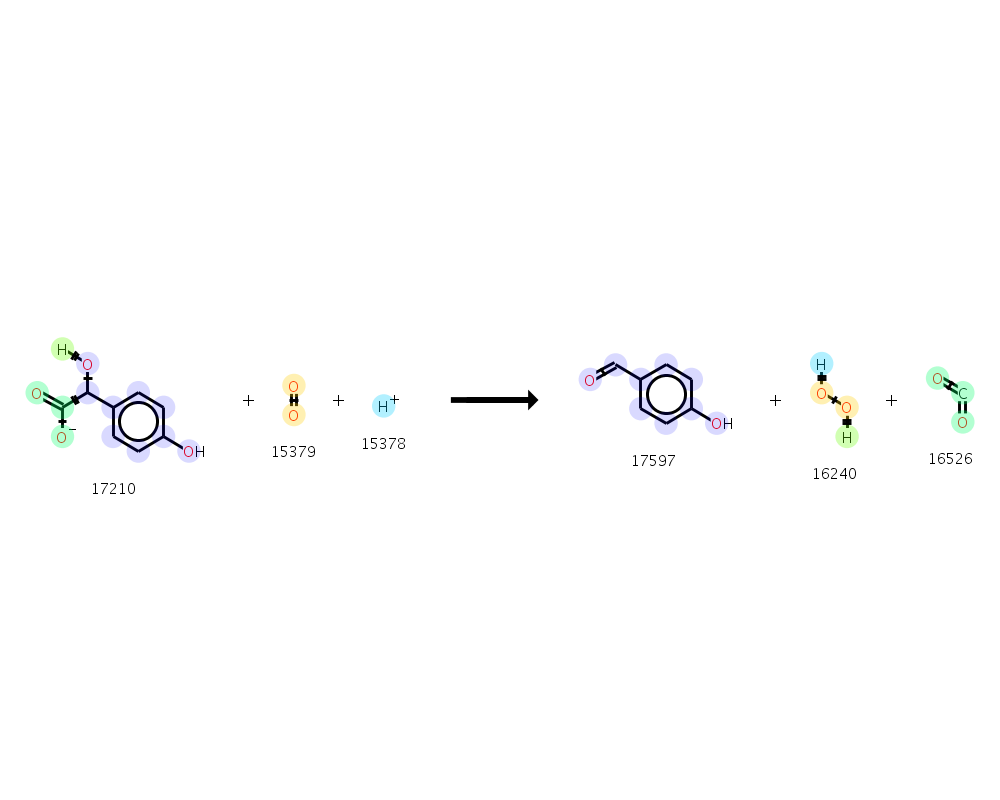 H O O C O − OH
17210
+
O O
15379
+
H+
15378
O OH
17597
+
H O O H
16240
+
O C O
16526